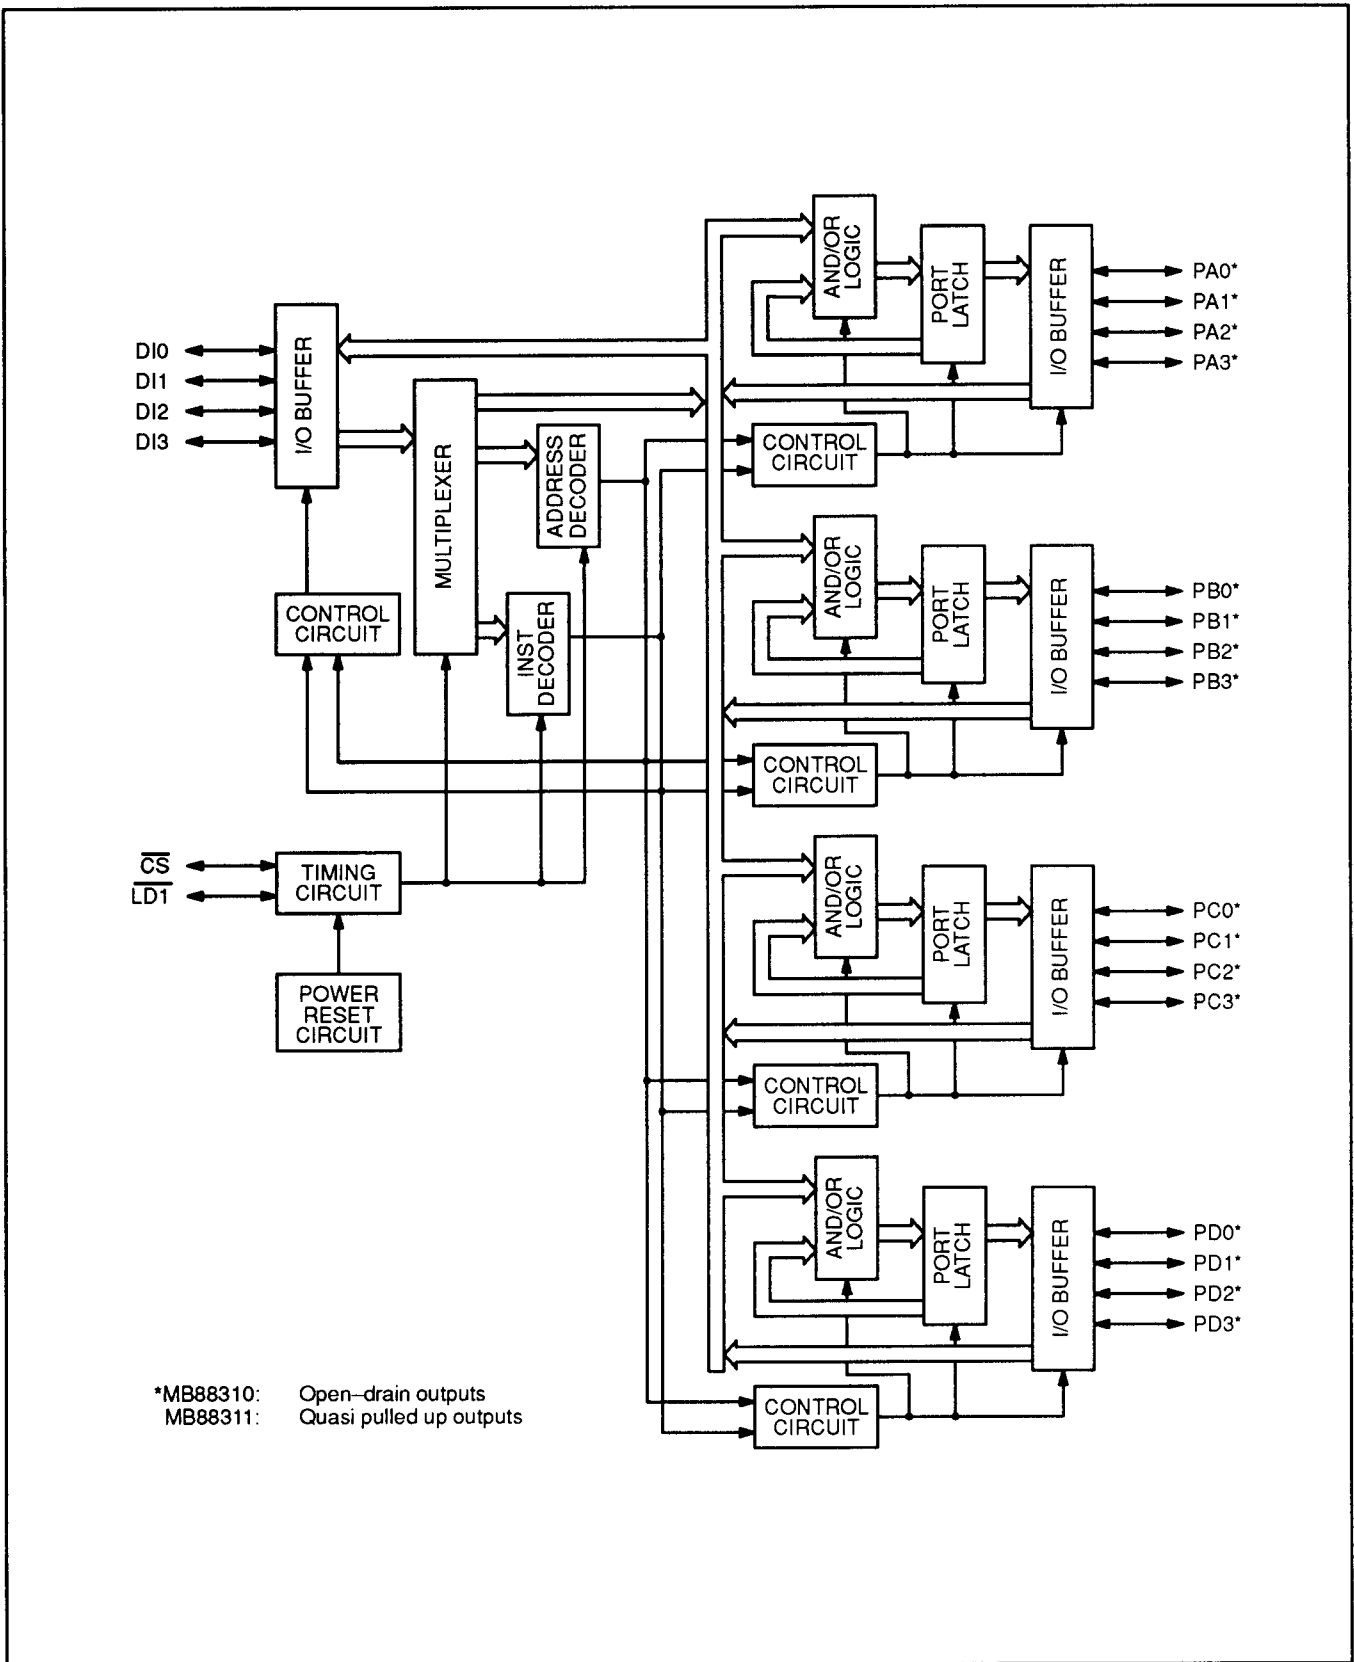 DI0
DI1
DI2
DI3
I/O BUFFER
MULTIPLEXER
ADDRESS
DECODER
INST
DECODER
CONTROL
CIRCUIT
CS
LD1
TIMING
CIRCUIT
POWER
RESET
CIRCUIT
AND/OR
LOGIC
PORT
LATCH
I/O BUFFER
PA0*
PA1*
PA2*
PA3*
CONTROL
CIRCUIT
AND/OR
LOGIC
PORT
LATCH
I/O BUFFER
PB0*
PB1*
PB2*
PB3*
CONTROL
CIRCUIT
AND/OR
LOGIC
PORT
LATCH
I/O BUFFER
PC0*
PC1*
PC2*
PC3*
CONTROL
CIRCUIT
AND/OR
LOGIC
PORT
LATCH
I/O BUFFER
PD0*
PD1*
PD2*
PD3*
CONTROL
CIRCUIT
*MB88310: Open–drain outputs
MB88311: Quasi pulled up outputs